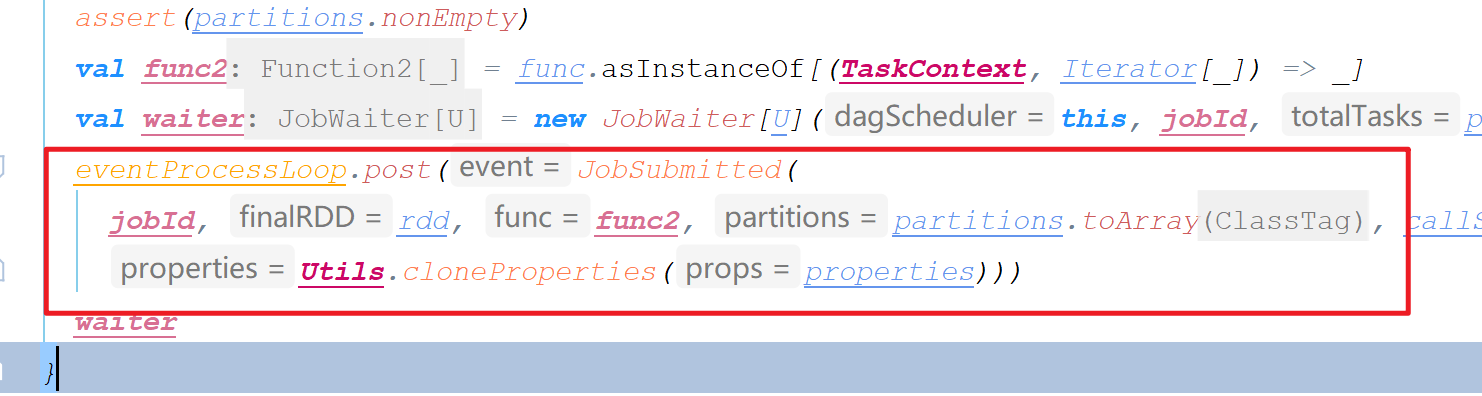 assert(partitions.nonEmpty)
val func2: Function2[_] = func.asInstanceOf[(TaskContext, Iterator[_]) => _]
val waiter: JobWaiter[U] = new JobWaiter[U]( dagScheduler = this, jobId, totalTasks = p
eventProcessLoop.post( event = JobSubmitted(
jobId, finalRDD = rdd, func = func2, partitions = partitions.toArray(ClassTag), callS
properties = Utils.cloneProperties( props = properties)))
waiter
}